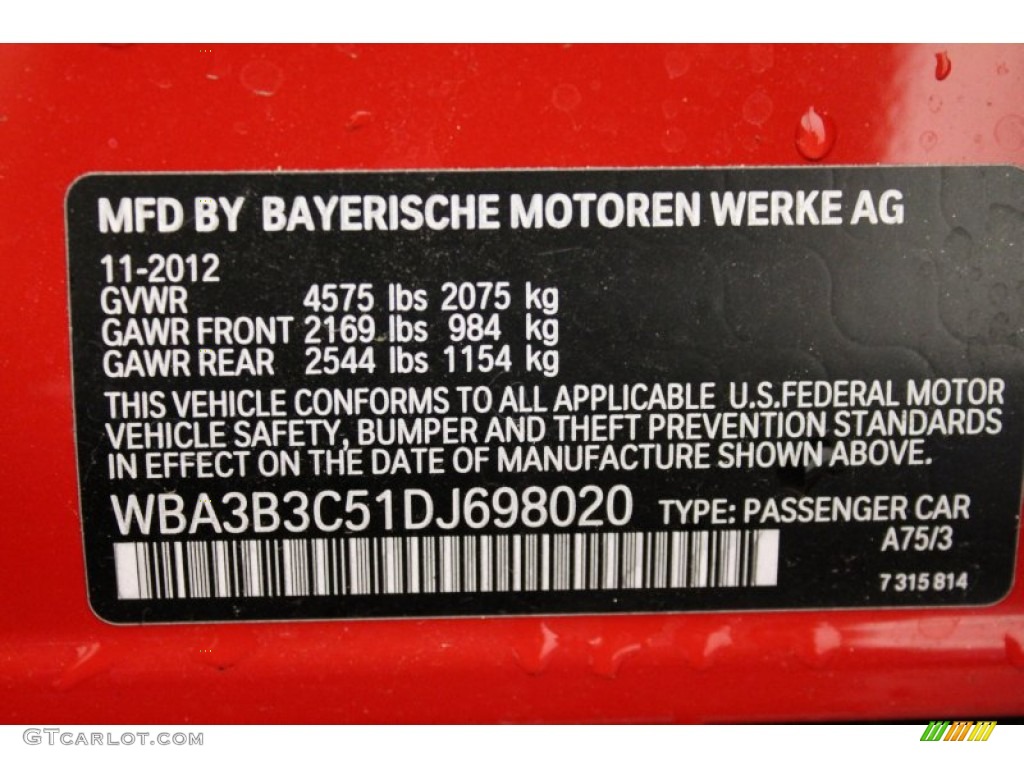 MFD BY BAYERISCHE MOTOREN WERKE AG
11-2012
GVWR 4575 lbs 2075 kg
GAWR FRONT 2169 lbs 984 kg
GAWR REAR 2544 lbs 1154 kg
THIS VEHICLE CONFORMS TO ALL APPLICABLE U.S.FEDERAL MOTOR
VEHICLE SAFETY, BUMPER AND THEFT PREVENTION STANDARDS
IN EFFECT ON THE DATE OF MANUFACTURE SHOWN ABOVE.
WBA3B3C51DJ698020 TYPE: PASSENGER CAR
A75/3
7 315 814
GTCARLOT.COM